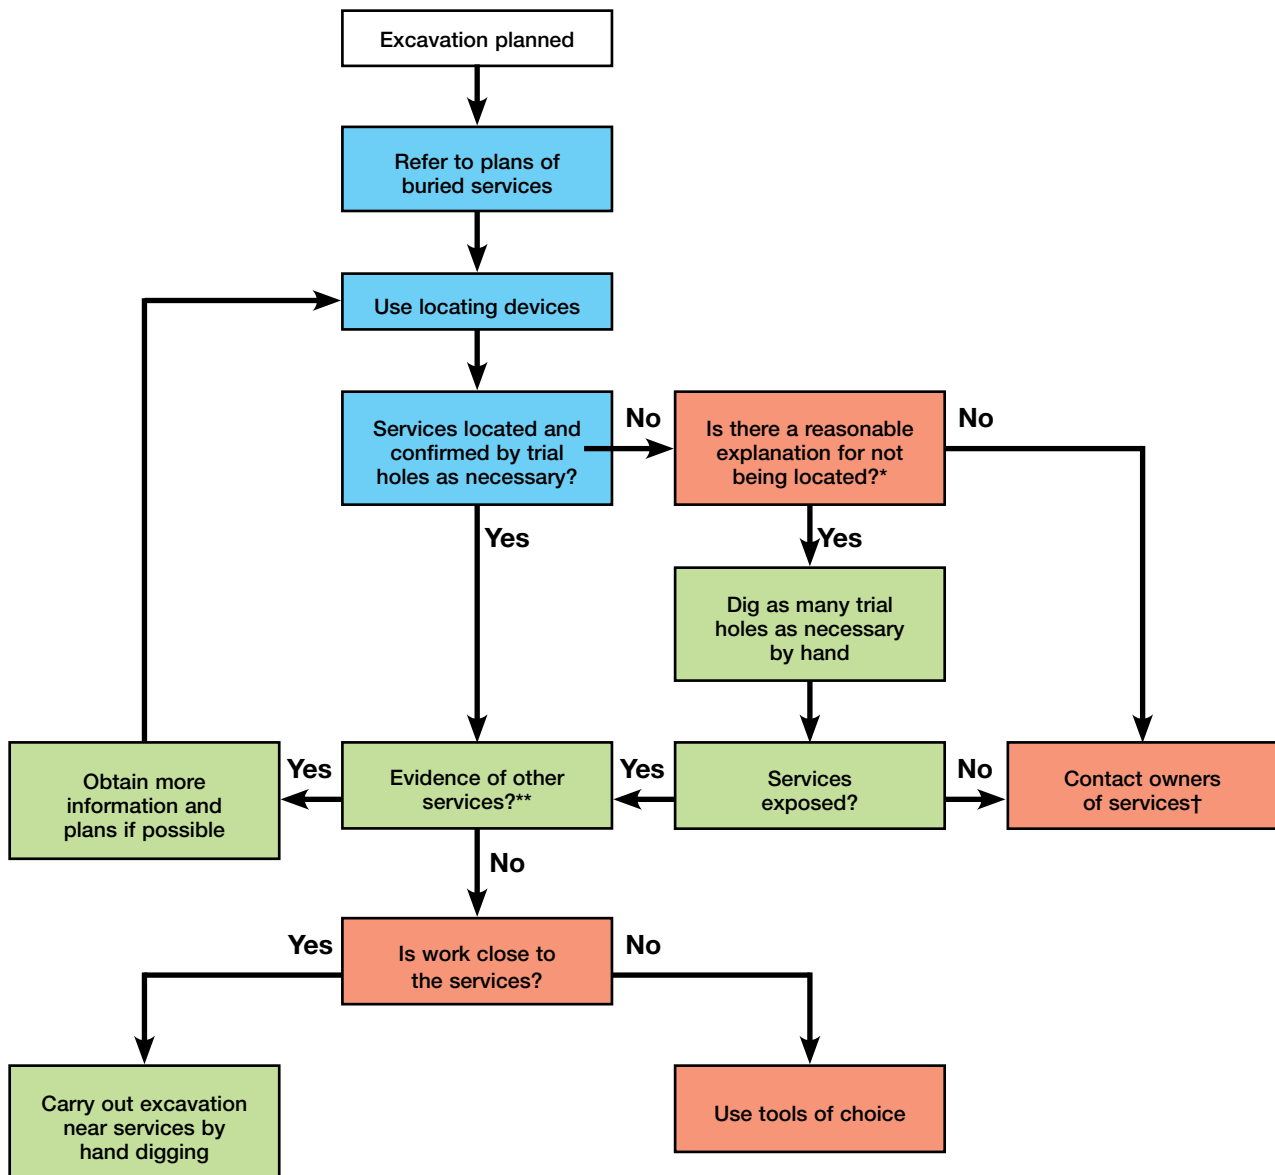 Excavation planned
Refer to plans of
buried services
Use locating devices
Services located and
confirmed by trial
holes as necessary?
No
Is there a reasonable
explanation for not
being located?*
No
Yes
Yes
Dig as many trial
holes as necessary
by hand
Obtain more
information and
plans if possible
Yes
Evidence of other
services?**
Yes
Services
exposed?
No
Contact owners
of services†
No
Yes
Is work close to
the services?
No
Carry out excavation
near services by
hand digging
Use tools of choice